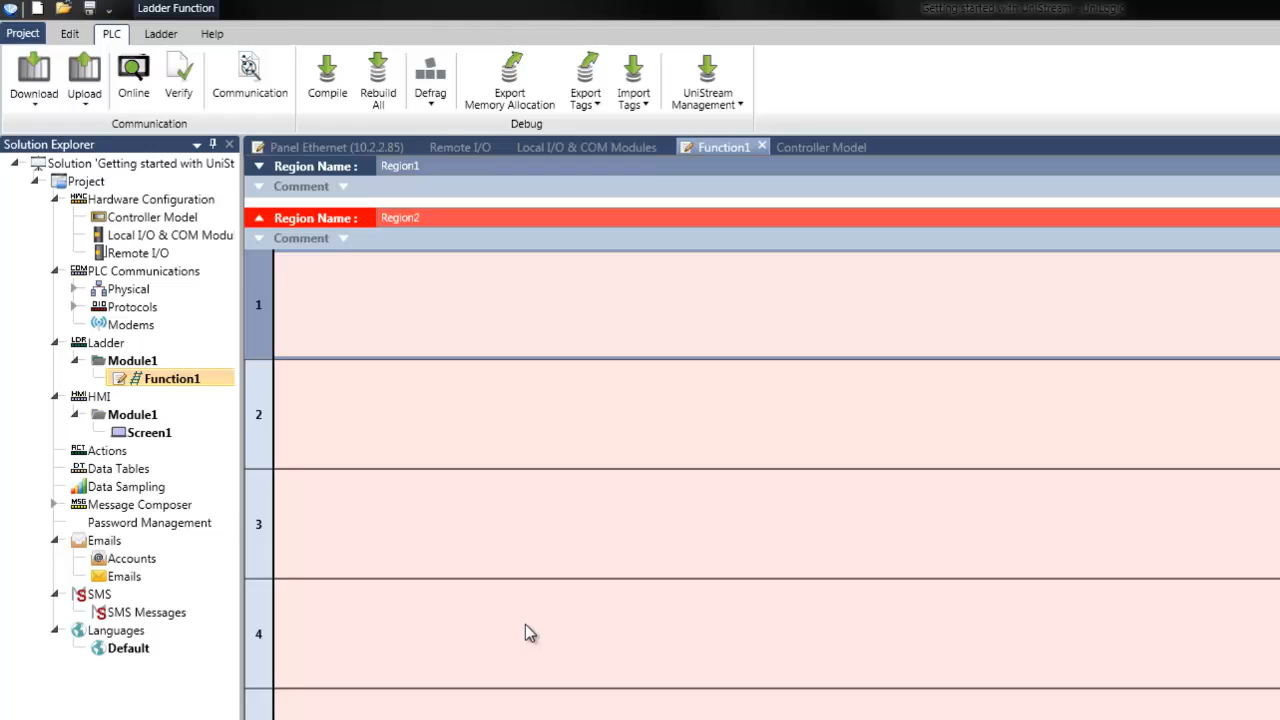 Ladder Function
Getting started with UniStream - UniLogic
Project Edit PLC Ladder Help
Download Upload Online Verify Communication Compile Rebuild All Defrag Export Memory Allocation Export Tags Import Tags UniStream Management
Communication Debug
Solution Explorer
Solution 'Getting started with UniSt
Project
Hardware Configuration
Controller Model
Local I/O & COM Modu
Remote I/O
PLC Communications
Physical
Protocols
Modems
Ladder
Module1
Function1
HMI
Module1
Screen1
Actions
Data Tables
Data Sampling
Message Composer
Password Management
Emails
Accounts
Emails
SMS
SMS Messages
Languages
Default
Panel Ethernet (10.2.2.85) Remote I/O Local I/O & COM Modules Function1 Controller Model
Region Name : Region1
Comment
Region Name : Region2
Comment
1
2
3
4